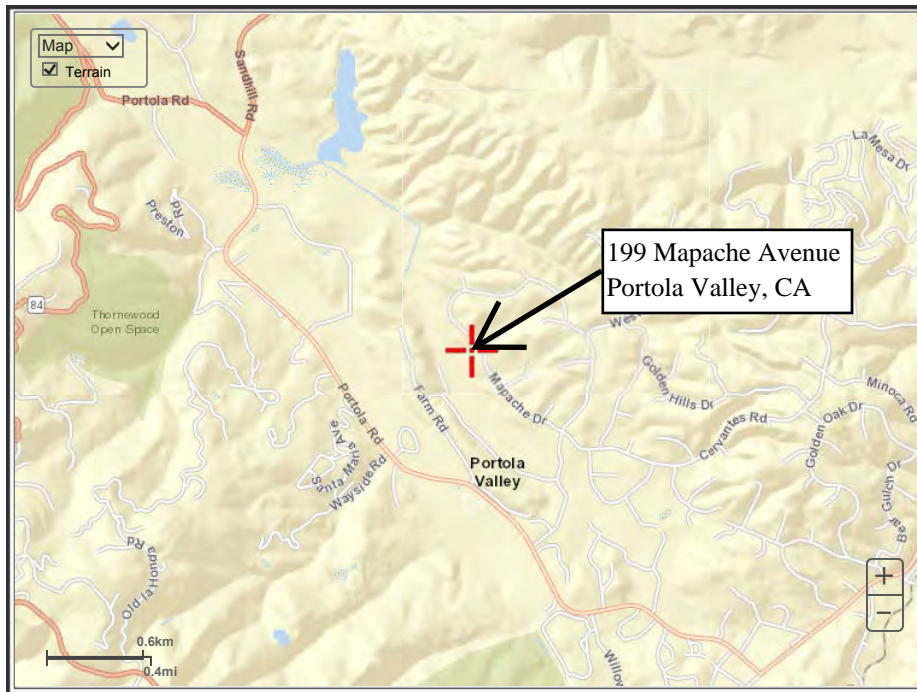 Map
Terrain
Sandhill Rd
Portola Rd
La Mesa Dr
Preston Rd
199 Mapache Avenue
Portola Valley, CA
84
Thornewood
Open Space
Golden Hills Dr
Minoca Rd
Mapache Dr
Golden Oak Dr
Farm Rd
Portola Rd
Cervantes Rd
Santa Maria Ave
Wayside Rd
Portola
Valley
Gulch Dr
Bear
Old la Honda Rd
+
−
0.6km
0.4mi